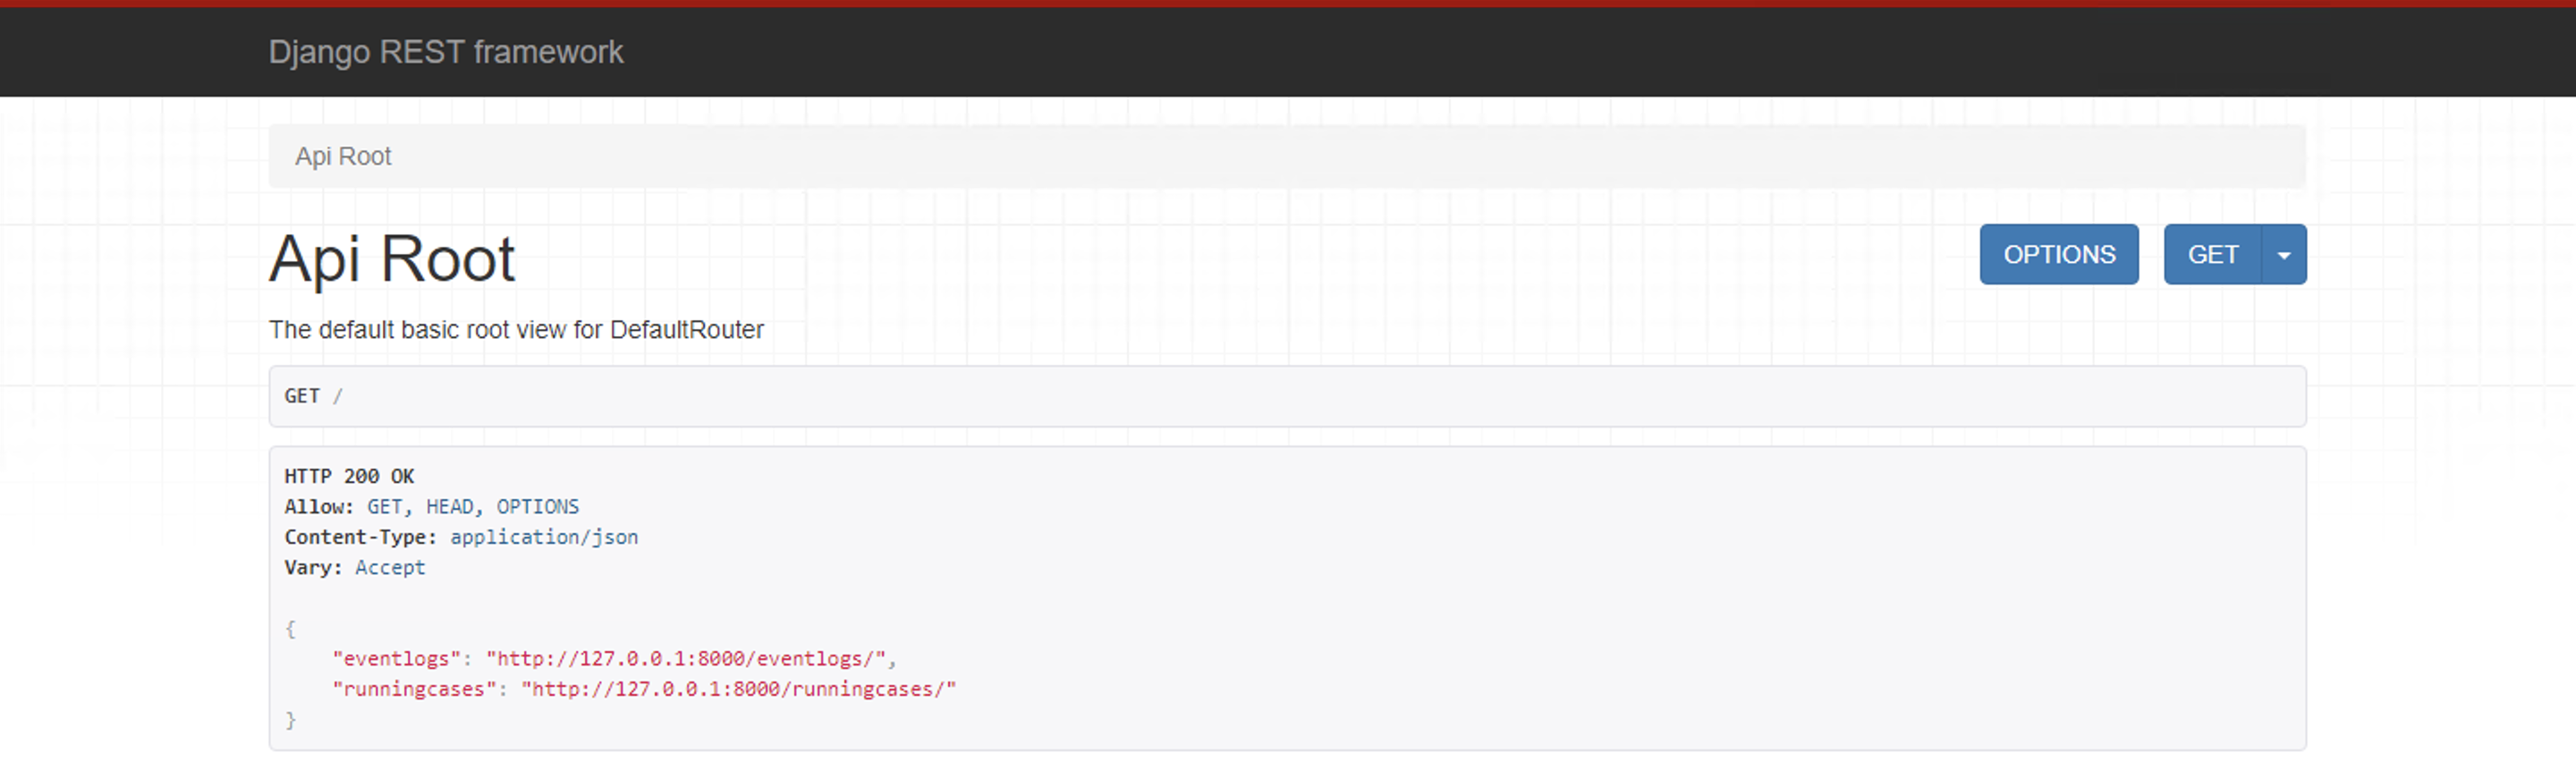 Django REST framework
Api Root
Api Root
OPTIONS
GET
The default basic root view for DefaultRouter
GET /
HTTP 200 OK
Allow: GET, HEAD, OPTIONS
Content-Type: application/json
Vary: Accept
{
    "eventlogs": "http://127.0.0.1:8000/eventlogs/",
    "runningcases": "http://127.0.0.1:8000/runningcases/"
}